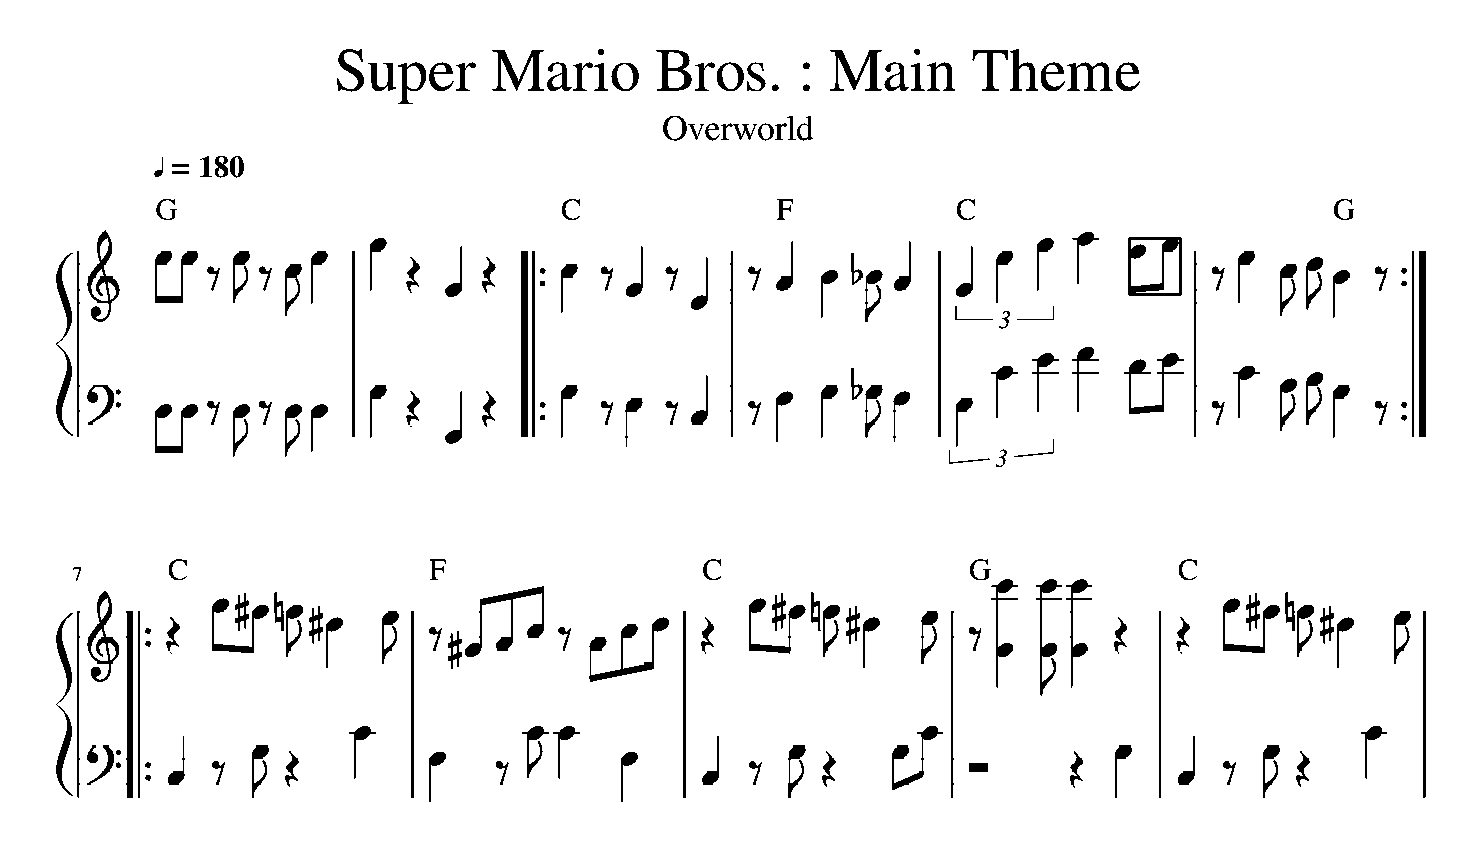 Super Mario Bros. : Main Theme
Overworld
♩ = 180
G C F C G
3
3
7 C F C G C